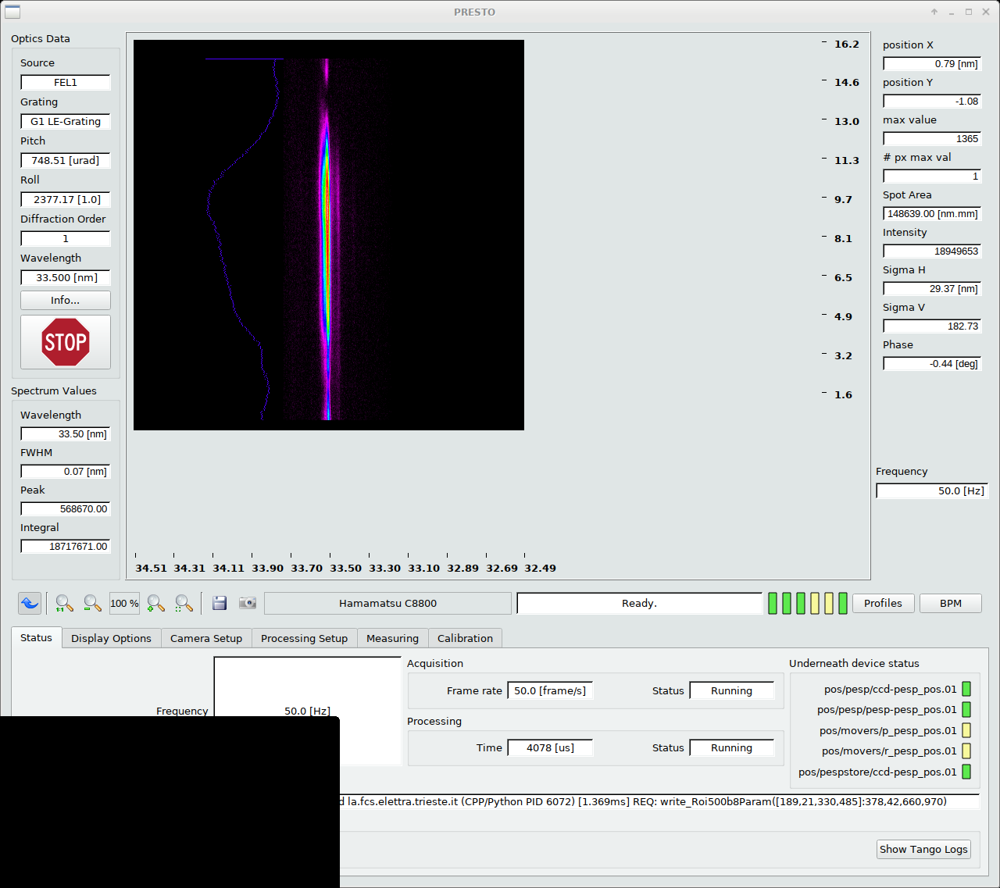 PRESTO
Optics Data
Source
FEL1
Grating
G1 LE-Grating
Pitch
748.51 [urad]
Roll
2377.17 [1.0]
Diffraction Order
1
Wavelength
33.500 [nm]
Info...
STOP
Spectrum Values
Wavelength
33.50 [nm]
FWHM
0.07 [nm]
Peak
568670.00
Integral
18717671.00
16.2
14.6
13.0
11.3
9.7
8.1
6.5
4.9
3.2
1.6
34.51 34.31 34.11 33.90 33.70 33.50 33.30 33.10 32.89 32.69 32.49
position X
0.79 [nm]
position Y
-1.08
max value
1365
# px max val
1
Spot Area
148639.00 [nm.mm]
Intensity
18949653
Sigma H
29.37 [nm]
Sigma V
182.73
Phase
-0.44 [deg]
Frequency
50.0 [Hz]
1:1 100 % Hamamatsu C8800 Ready. Profiles BPM
Status Display Options Camera Setup Processing Setup Measuring Calibration
Frequency 50.0 [Hz]
Acquisition
Frame rate 50.0 [frame/s] Status Running
Processing
Time 4078 [us] Status Running
Underneath device status
pos/pesp/ccd-pesp_pos.01
pos/pesp/pesp-pesp_pos.01
pos/movers/p_pesp_pos.01
pos/movers/r_pesp_pos.01
pos/pespstore/ccd-pesp_pos.01
d la.fcs.elettra.trieste.it (CPP/Python PID 6072) [1.369ms] REQ: write_Roi500b8Param([189,21,330,485]:378,42,660,970)
Show Tango Logs